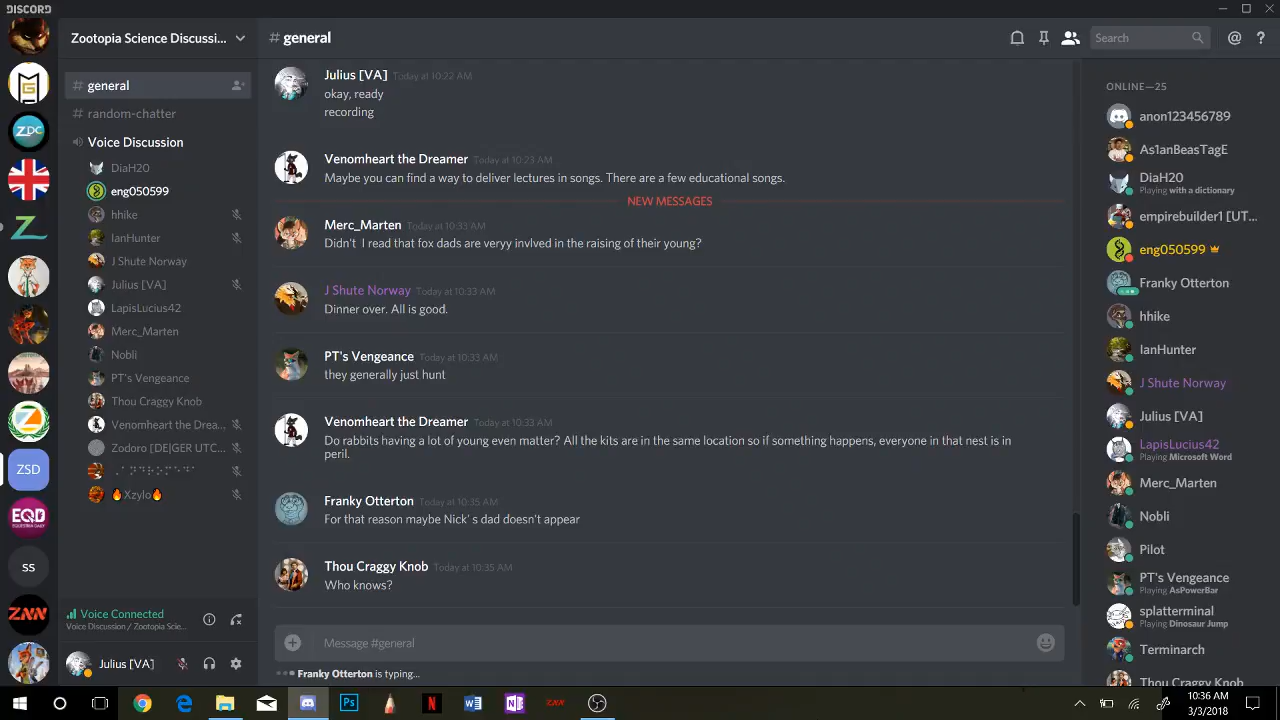 DISCORD
Zootopia Science Discussi...
# general
Search
@
?
# general
# random-chatter
Voice Discussion
DiaH20
eng050599
hhike
IanHunter
J Shute Norway
Julius [VA]
LapisLucius42
Merc_Marten
Nobli
PT's Vengeance
Thou Craggy Knob
Venomheart the Drea...
Zodoro [DE|GER UTC...
Xzylo
Voice Connected
Voice Discussion / Zootopia Scie...
Julius [VA]
M G
ZDC
Z
ZSD
EQD
EQUESTRIA DAILY
SS
ZNN
Julius [VA] Today at 10:22 AM
okay, ready
recording
Venomheart the Dreamer Today at 10:23 AM
Maybe you can find a way to deliver lectures in songs. There are a few educational songs.
NEW MESSAGES
Merc_Marten Today at 10:33 AM
Didn't I read that fox dads are veryy invlved in the raising of their young?
J Shute Norway Today at 10:33 AM
Dinner over. All is good.
PT's Vengeance Today at 10:33 AM
they generally just hunt
Venomheart the Dreamer Today at 10:33 AM
Do rabbits having a lot of young even matter? All the kits are in the same location so if something happens, everyone in that nest is in
peril.
Franky Otterton Today at 10:35 AM
For that reason maybe Nick' s dad doesn't appear
Thou Craggy Knob Today at 10:35 AM
Who knows?
Message #general
Franky Otterton is typing...
ONLINE—25
anon123456789
As1anBeasTagE
DiaH20
Playing with a dictionary
empirebuilder1 [UT...
eng050599
Franky Otterton
hhike
IanHunter
J Shute Norway
Julius [VA]
LapisLucius42
Playing Microsoft Word
Merc_Marten
Nobli
Pilot
PT's Vengeance
Playing AsPowerBar
splatterminal
Playing Dinosaur Jump
Terminarch
Thou Craggy Knob
Ps
N
W
N
ZNN
10:36 AM
3/3/2018